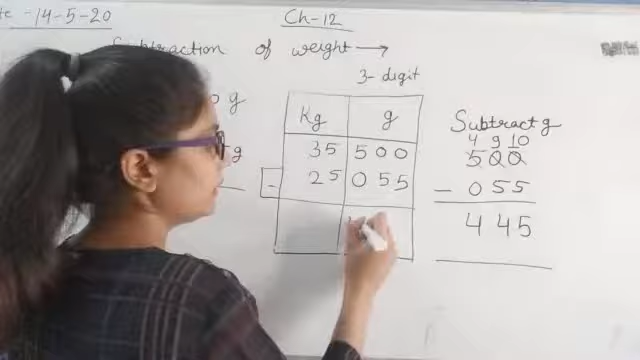 14-5-20
Ch-12
of weight →
3- digit
g
g
Kg g
35 500
- 25 055
Subtract g
4 9 10
500
- 055
445